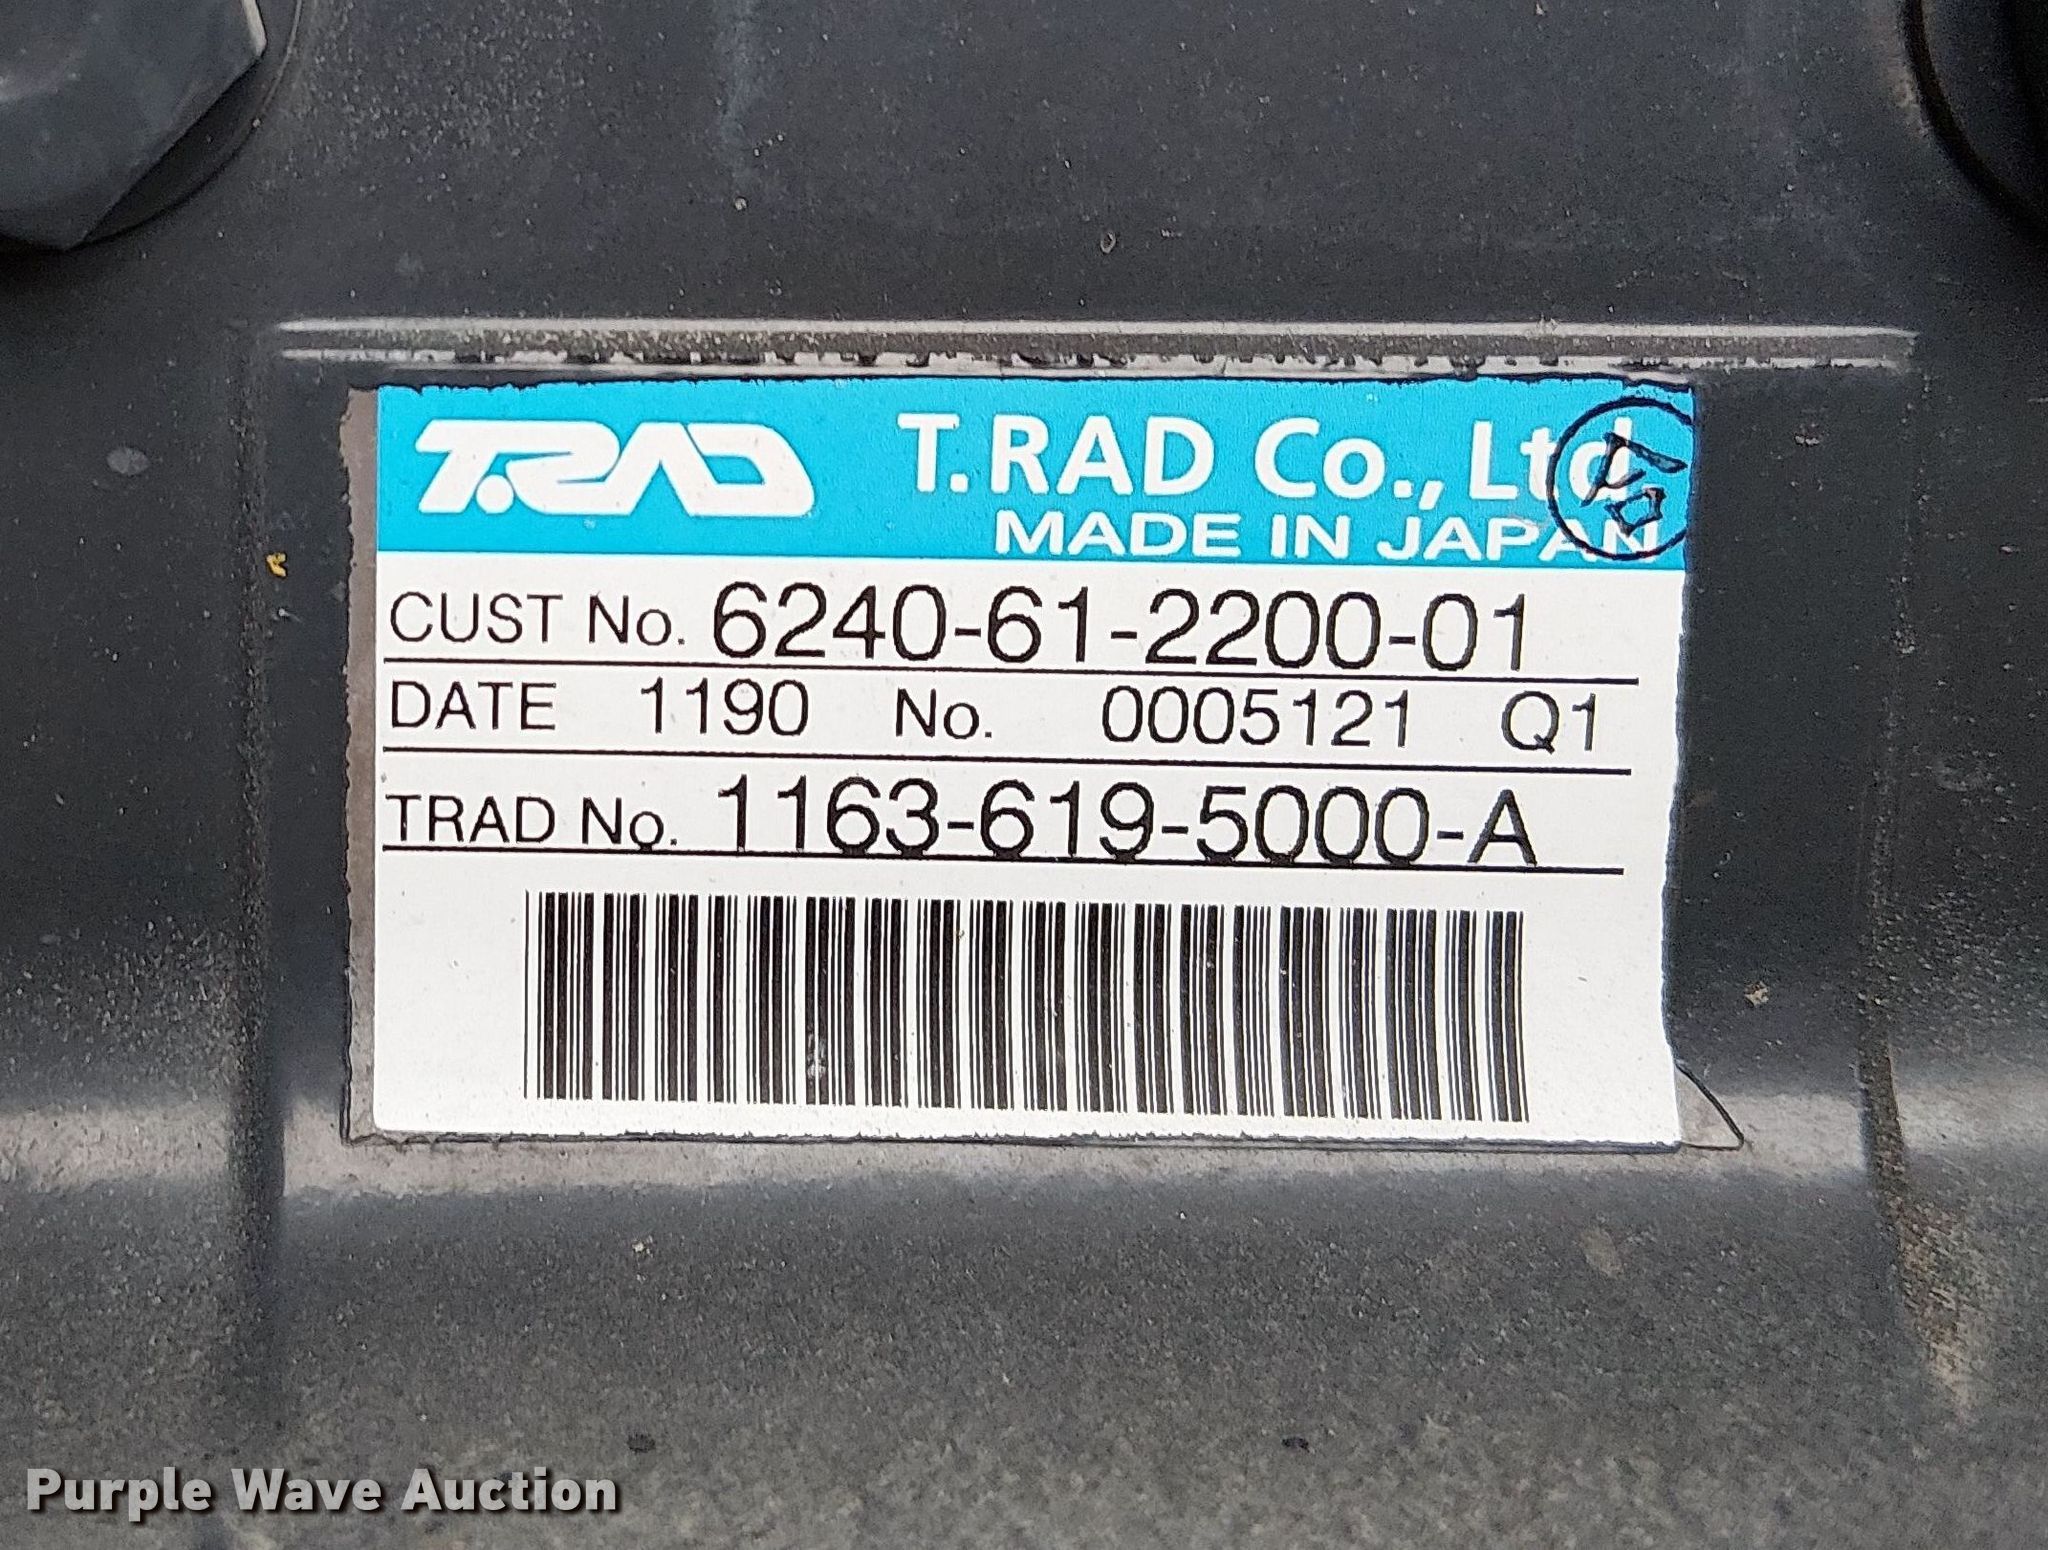 T.RAD T.RAD Co., Ltd.
MADE IN JAPAN
CUST No. 6240-61-2200-01
DATE 1190 No. 0005121 Q1
TRAD No. 1163-619-5000-A
Purple Wave Auction